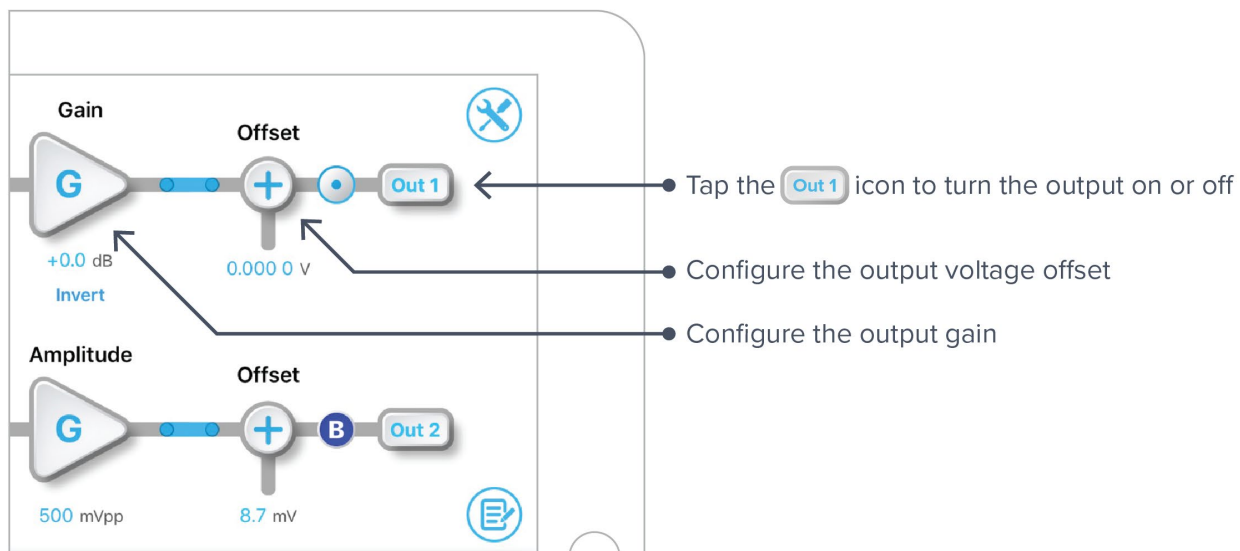 Gain
Offset
G
Out 1
Tap the Out 1 icon to turn the output on or off
+0.0 dB
0.000 0 V
Configure the output voltage offset
Invert
Configure the output gain
Amplitude
Offset
G
B
Out 2
500 mVpp
8.7 mV